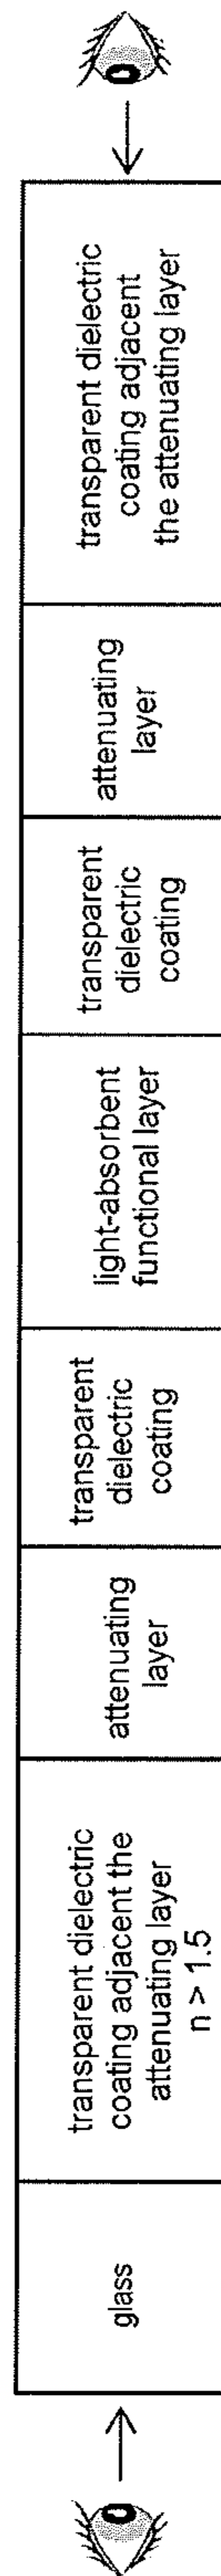 glass
transparent dielectric
coating adjacent the
attenuating layer
n > 1.5
attenuating
layer
transparent
dielectric
coating
light-absorbent
functional layer
transparent
dielectric
coating
attenuating
layer
transparent dielectric
coating adjacent
the attenuating layer